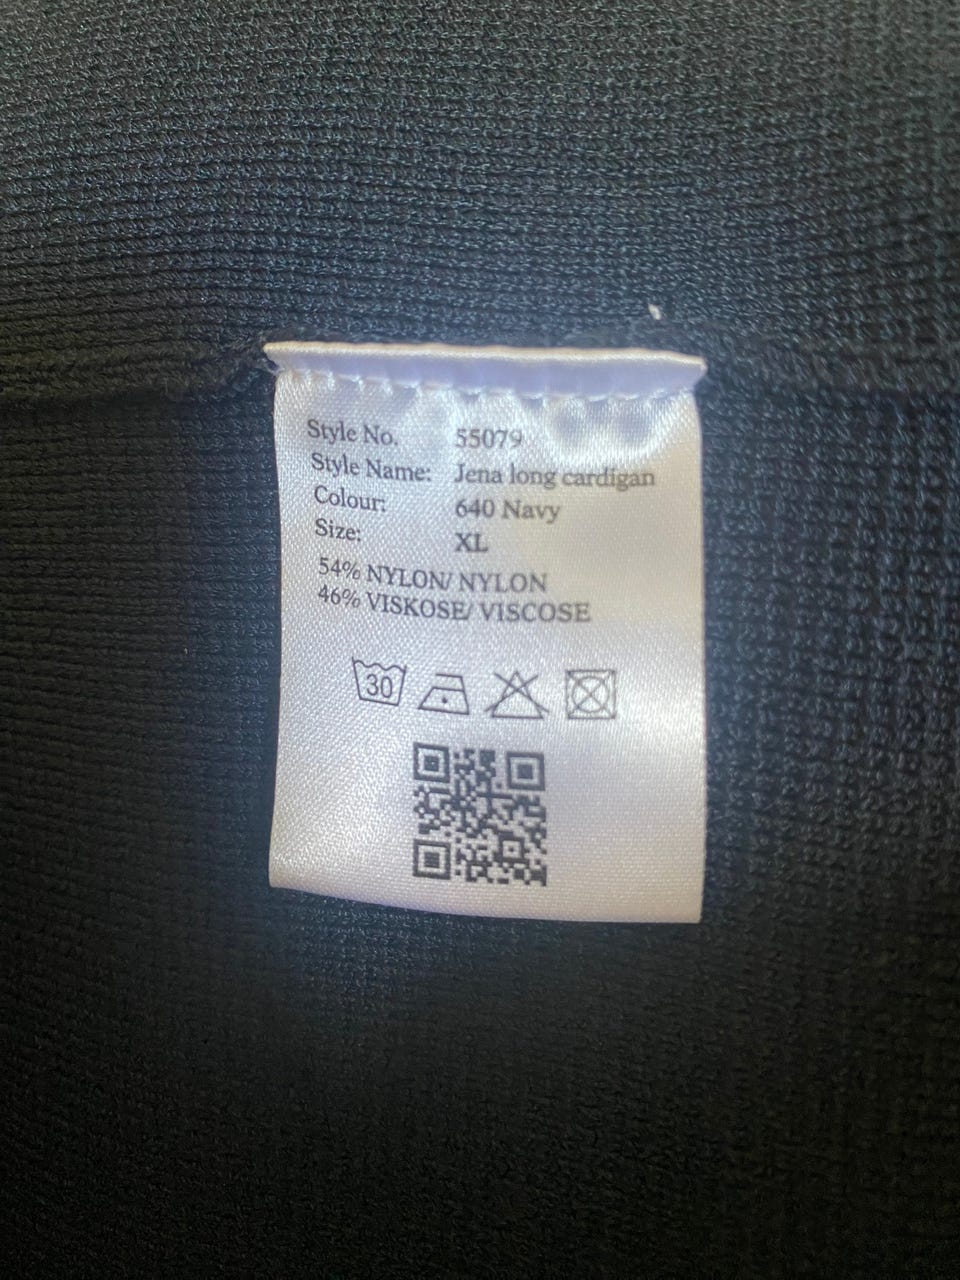 Style No. 55079
Style Name: Jena long cardigan
Colour: 640 Navy
Size: XL
54% NYLON/ NYLON
46% VISKOSE/ VISCOSE
30